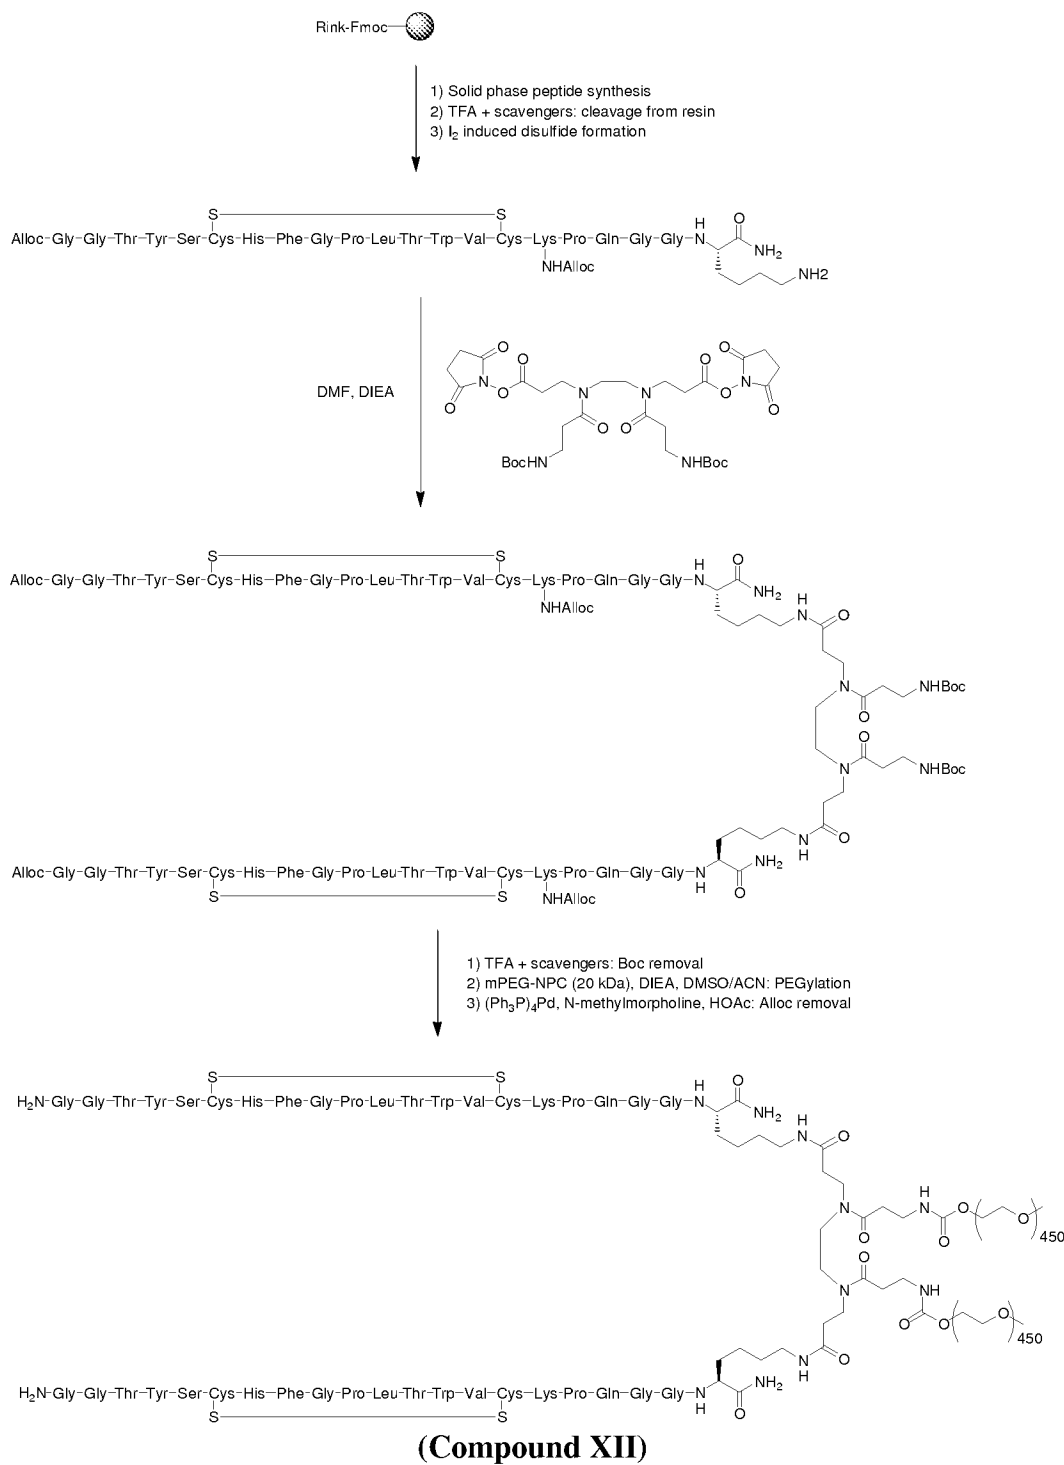 Rink-Fmoc
1) Solid phase peptide synthesis
2) TFA + scavengers: cleavage from resin
3) I2 induced disulfide formation
S S
Alloc-Gly-Gly-Thr-Tyr-Ser-Cys-His-Phe-Gly-Pro-Leu-Thr-Trp-Val-Cys-Lys-Pro-Gln-Gly-Gly-N H O NH2
NHAlloc NH2
DMF, DIEA
O N O O O N N O O N O O
O O
BocHN NHBoc
S S
Alloc-Gly-Gly-Thr-Tyr-Ser-Cys-His-Phe-Gly-Pro-Leu-Thr-Trp-Val-Cys-Lys-Pro-Gln-Gly-Gly-N H O NH2
NHAlloc H N O
N O NHBoc
O N NHBoc
N H O
Alloc-Gly-Gly-Thr-Tyr-Ser-Cys-His-Phe-Gly-Pro-Leu-Thr-Trp-Val-Cys-Lys-Pro-Gln-Gly-Gly-N H O NH2
S S NHAlloc
1) TFA + scavengers: Boc removal
2) mPEG-NPC (20 kDa), DIEA, DMSO/ACN: PEGylation
3) (Ph3P)4Pd, N-methylmorpholine, HOAc: Alloc removal
S S
H2N-Gly-Gly-Thr-Tyr-Ser-Cys-His-Phe-Gly-Pro-Leu-Thr-Trp-Val-Cys-Lys-Pro-Gln-Gly-Gly-N H O NH2
H N O
N O H N O O O 450
N O NH O O O 450
N H O
H2N-Gly-Gly-Thr-Tyr-Ser-Cys-His-Phe-Gly-Pro-Leu-Thr-Trp-Val-Cys-Lys-Pro-Gln-Gly-Gly-N H O NH2
S S
(Compound XII)